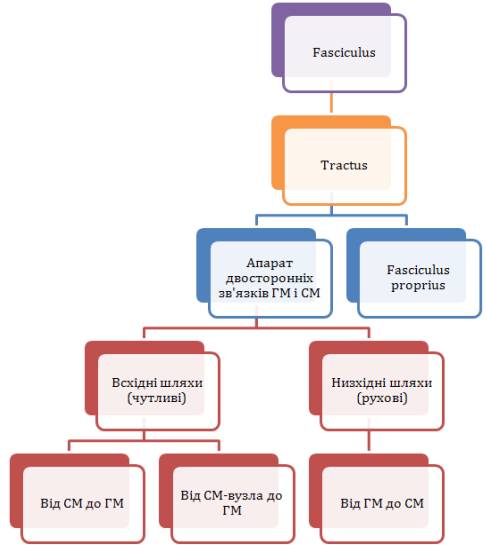 Fasciculus
Tractus
Апарат
двосторонніх
зв'язків ГМ і СМ
Fasciculus
proprius
Всхідні шляхи
(чутливі)
Низхідні шляхи
(рухові)
Від СМ до ГМ
Від СМ-вузла до
ГМ
Від ГМ до СМ